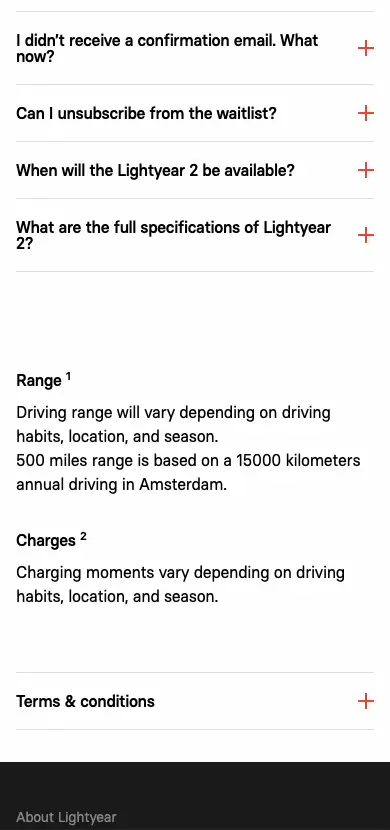 I didn’t receive a confirmation email. What
now?
Can I unsubscribe from the waitlist?
When will the Lightyear 2 be available?
What are the full specifications of Lightyear
2?
Range 1
Driving range will vary depending on driving
habits, location, and season.
500 miles range is based on a 15000 kilometers
annual driving in Amsterdam.
Charges 2
Charging moments vary depending on driving
habits, location, and season.
Terms & conditions
About Lightyear